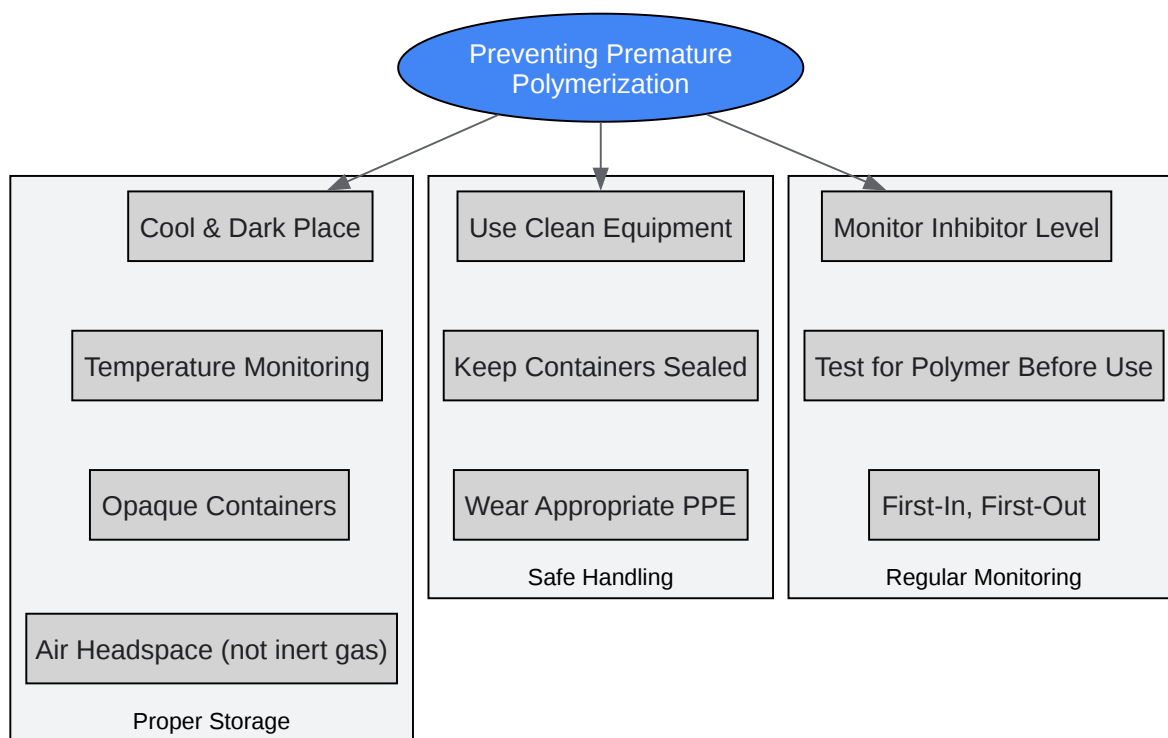 Preventing Premature
Polymerization
Cool & Dark Place
Temperature Monitoring
Opaque Containers
Air Headspace (not inert gas)
Proper Storage
Use Clean Equipment
Keep Containers Sealed
Wear Appropriate PPE
Safe Handling
Monitor Inhibitor Level
Test for Polymer Before Use
First-In, First-Out
Regular Monitoring